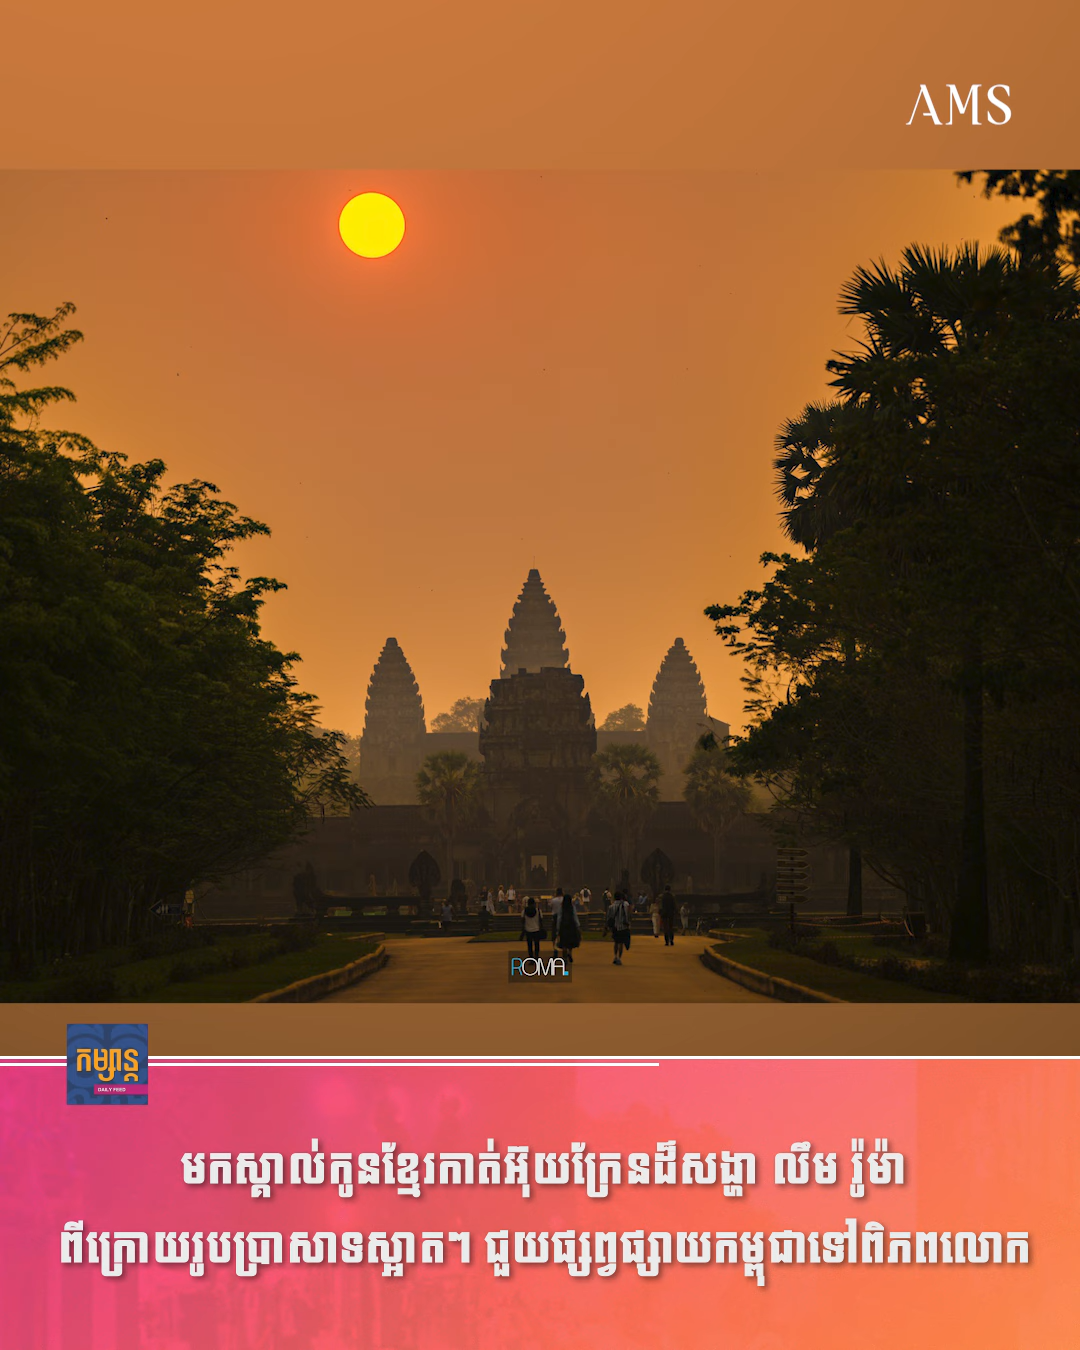 AMS
ROMA.
កម្សាន្ត
DAILY FEED
មកស្គាល់កូនខ្មែរកាត់អ៊ុយក្រែនដ៏សង្ហា លឹម រ៉ូម៉ា
ពីក្រោយរូបប្រាសាទស្អាតៗ ជួយផ្សព្វផ្សាយកម្ពុជាទៅពិភពលោក